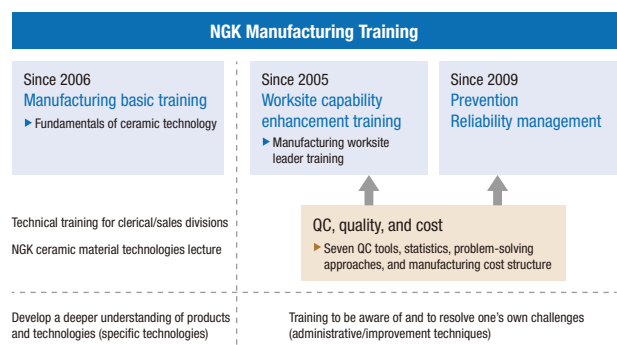 NGK Manufacturing Training
Since 2006
Manufacturing basic training
▶ Fundamentals of ceramic technology
Since 2005
Worksite capability
enhancement training
▶ Manufacturing worksite
leader training
Since 2009
Prevention
Reliability management
Technical training for clerical/sales divisions
NGK ceramic material technologies lecture
QC, quality, and cost
▶ Seven QC tools, statistics, problem-solving
approaches, and manufacturing cost structure
Develop a deeper understanding of products
and technologies (specific technologies)
Training to be aware of and to resolve one's own challenges
(administrative/improvement techniques)